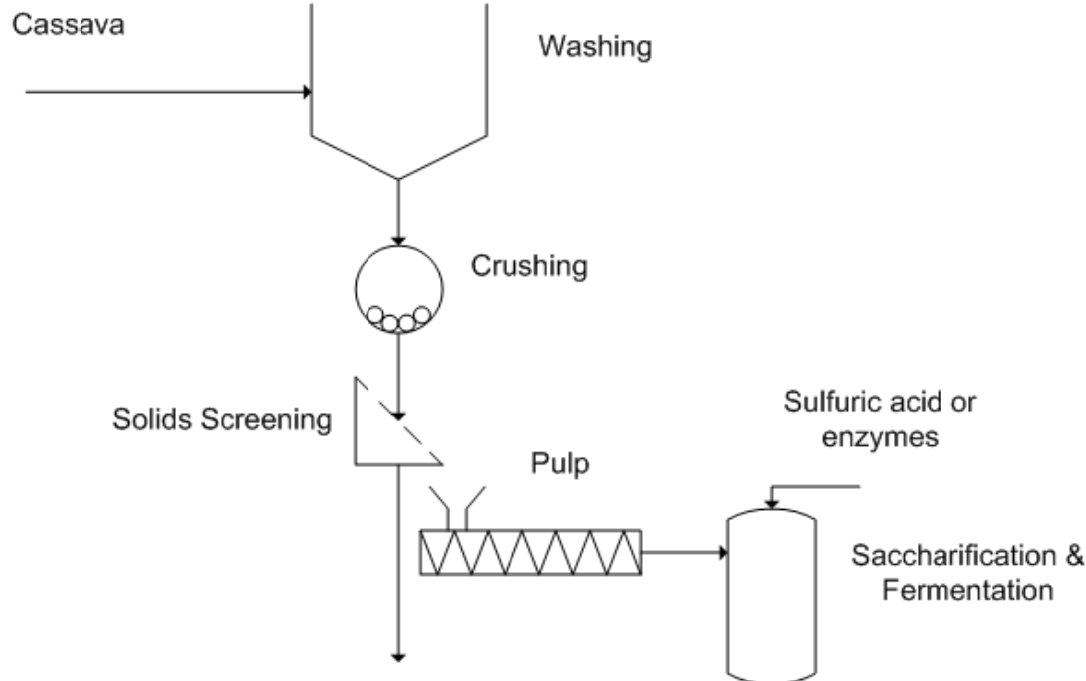 Cassava
Washing
Crushing
Solids Screening
Pulp
Sulfuric acid or
enzymes
Saccharification &
Fermentation